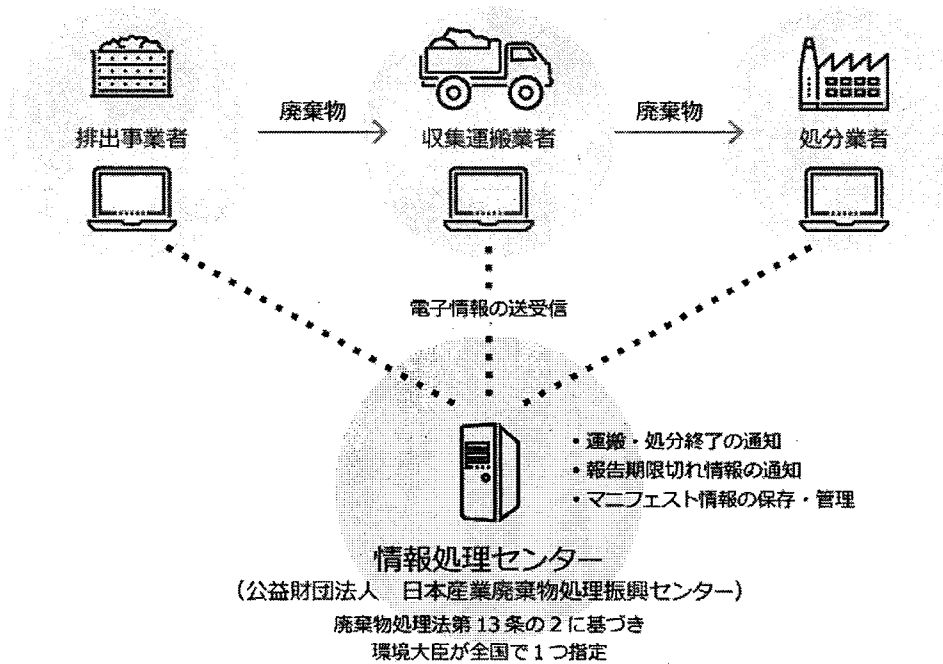 廃棄物
廃棄物
排出事業者
収集運搬業者
処分業者
電子情報の送受信
・運搬・処分終了の通知
・報告期限切れ情報の通知
・マニフェスト情報の保存・管理
情報処理センター
（公益財団法人　日本産業廃棄物処理振興センター）
廃棄物処理法第 13 条の 2 に基づき
環境大臣が全国で 1 つ指定